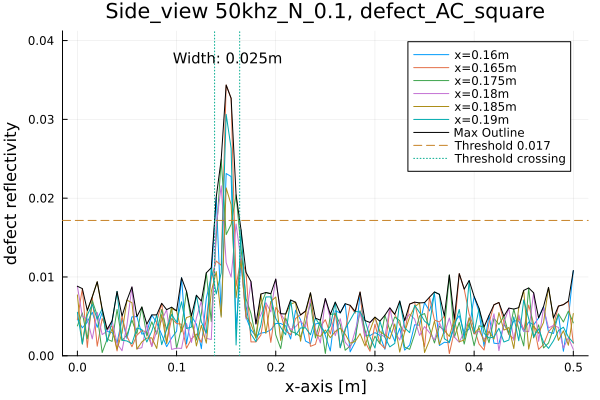 Side_view 50khz_N_0.1, defect_AC_square
0.04
0.03
0.02
0.01
0.00
defect reflectivity
Width: 0.025m
x=0.16m
x=0.165m
x=0.175m
x=0.18m
x=0.185m
x=0.19m
Max Outline
Threshold 0.017
Threshold crossing
0.0 0.1 0.2 0.3 0.4 0.5
x-axis [m]